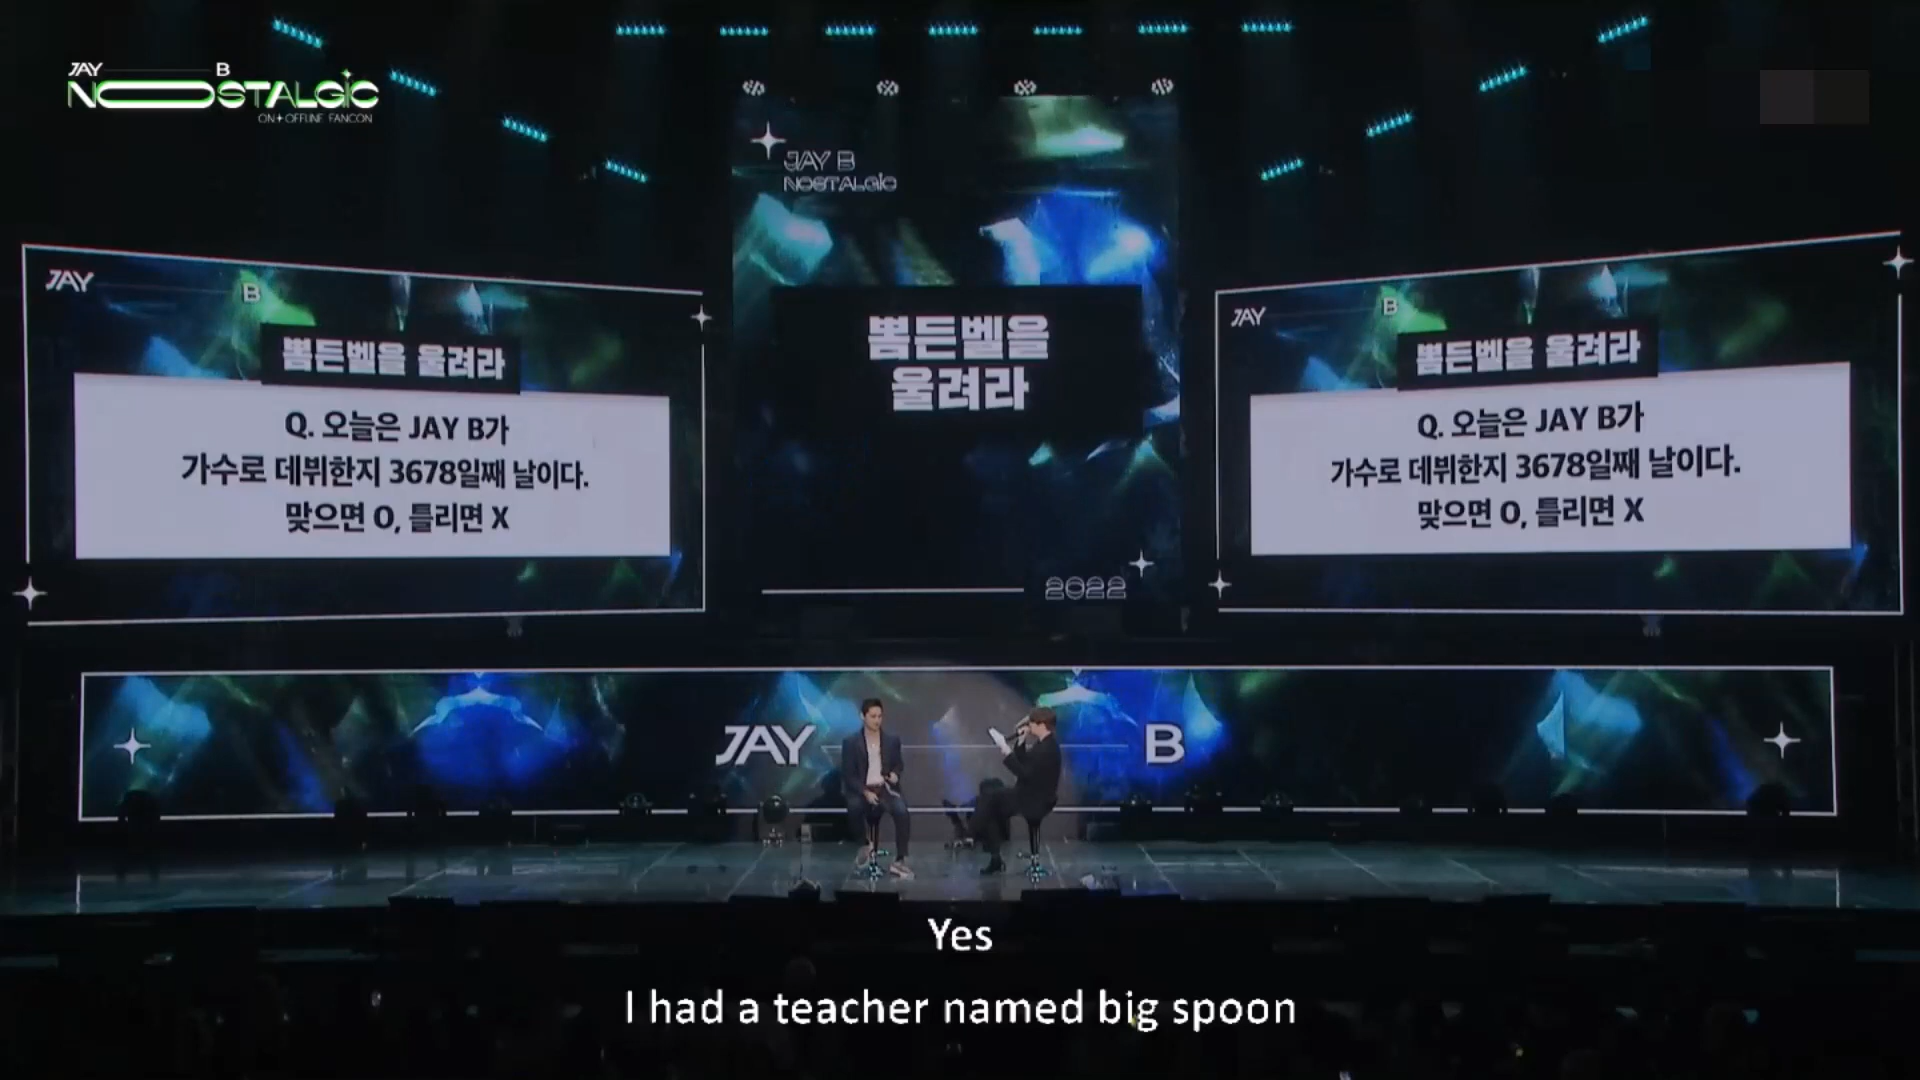 JAY B
NOSTALGIC
ON+OFFLINE FANCON
JAY B
NOSTALGIC
JAY B
뽐든벨을 울려라
Q. 오늘은 JAY B가
가수로 데뷔한지 3678일째 날이다.
맞으면 O, 틀리면 X
뽐든벨을
울려라
2022
JAY B
뽐든벨을 울려라
Q. 오늘은 JAY B가
가수로 데뷔한지 3678일째 날이다.
맞으면 O, 틀리면 X
JAY B
Yes
I had a teacher named big spoon